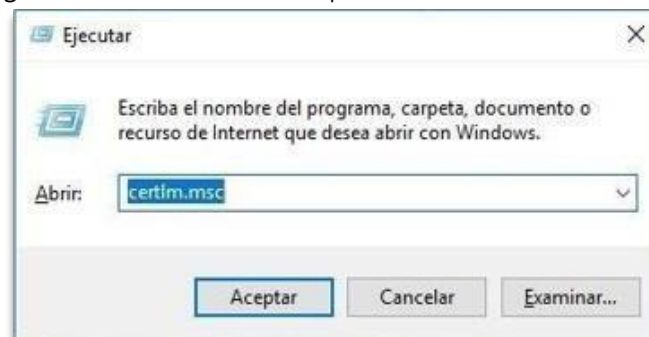 Ejecutar
Escriba el nombre del programa, carpeta, documento o
recurso de Internet que desea abrir con Windows.
Abrir: certlm.msc
Aceptar Cancelar Examinar...